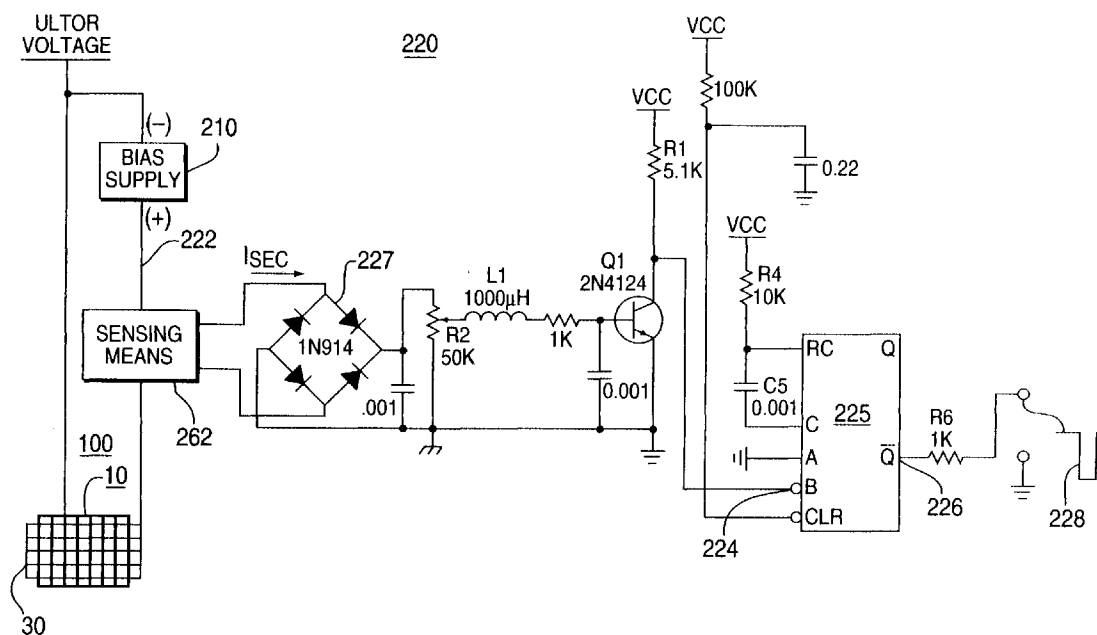 ULTOR
VOLTAGE
220
VCC
100K
0.22
VCC
R1
5.1K
(-)
BIAS
SUPPLY
210
(+)
222
ISEC
227
L1
1000µH
Q1
2N4124
VCC
R4
10K
SENSING
MEANS
1N914
R2
50K
1K
.001
0.001
262
C5
0.001
RC
Q
225
C
A
B
CLR
Q̅
R6
1K
224
226
228
100
10
30